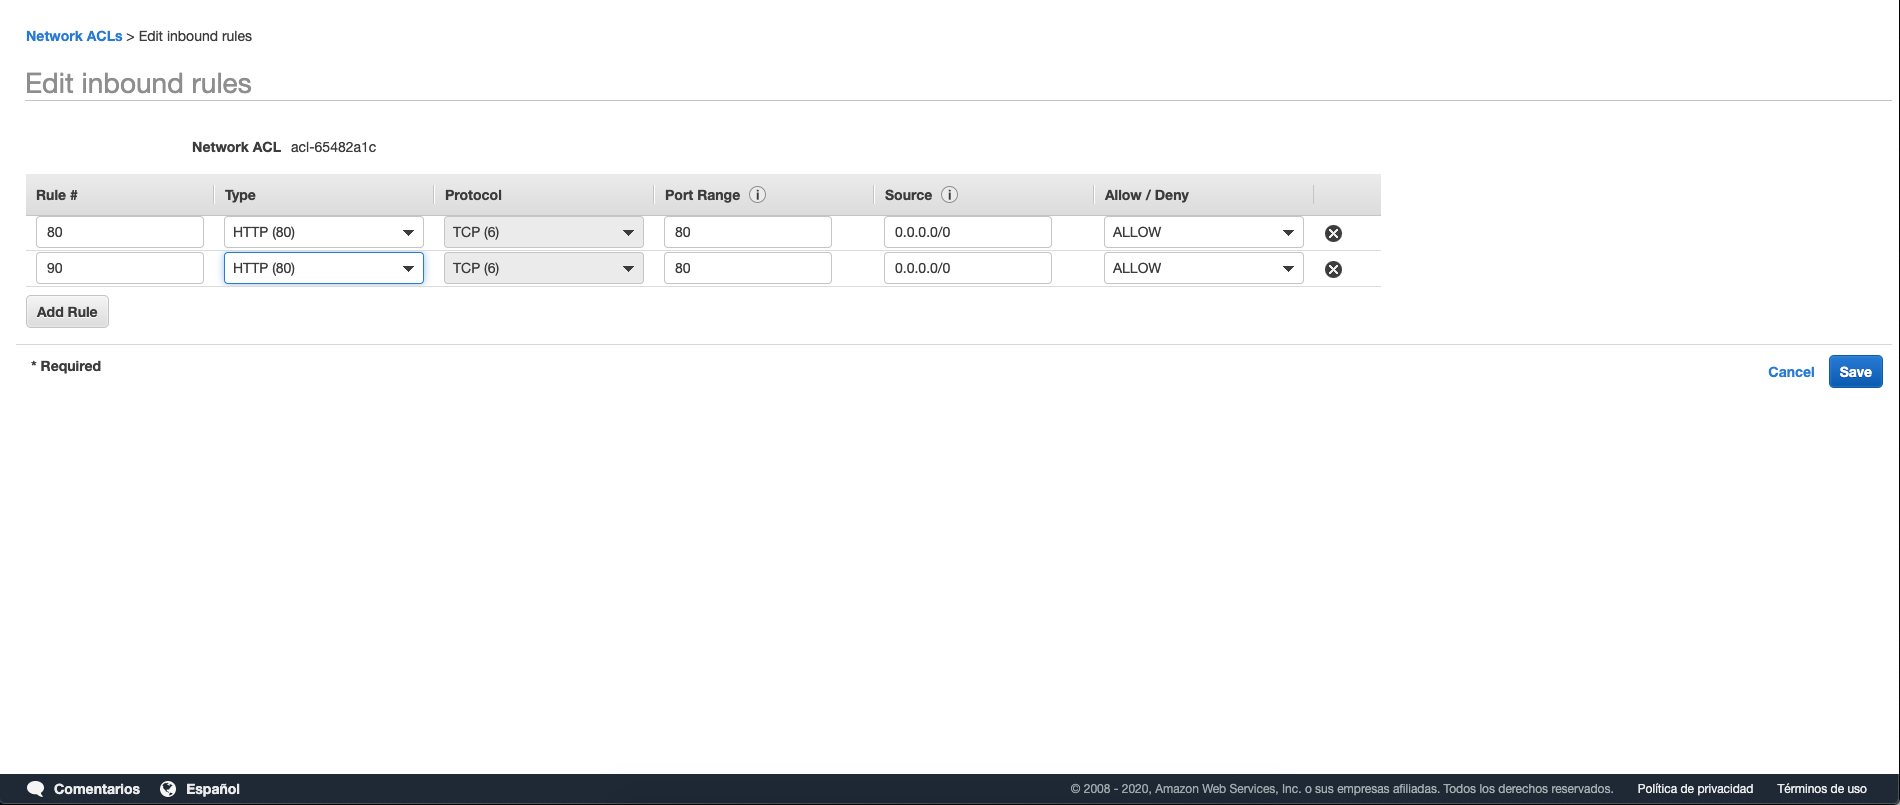 Network ACLs > Edit inbound rules
Edit inbound rules
Network ACL acl-65482a1c
Rule # Type Protocol Port Range i Source i Allow / Deny
80 HTTP (80) TCP (6) 80 0.0.0.0/0 ALLOW
90 HTTP (80) TCP (6) 80 0.0.0.0/0 ALLOW
Add Rule
* Required
Cancel Save
Comentarios Español © 2008 - 2020, Amazon Web Services, Inc. o sus empresas afiliadas. Todos los derechos reservados. Política de privacidad Términos de uso